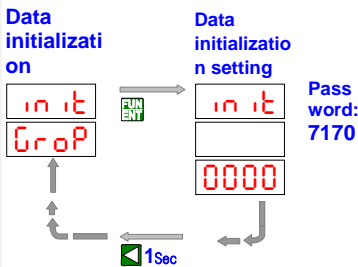 Data
initializati
on
Data
initializatio
n setting
Pass
word:
7170
init
GroP
FUN
ENT
init
0000
1Sec